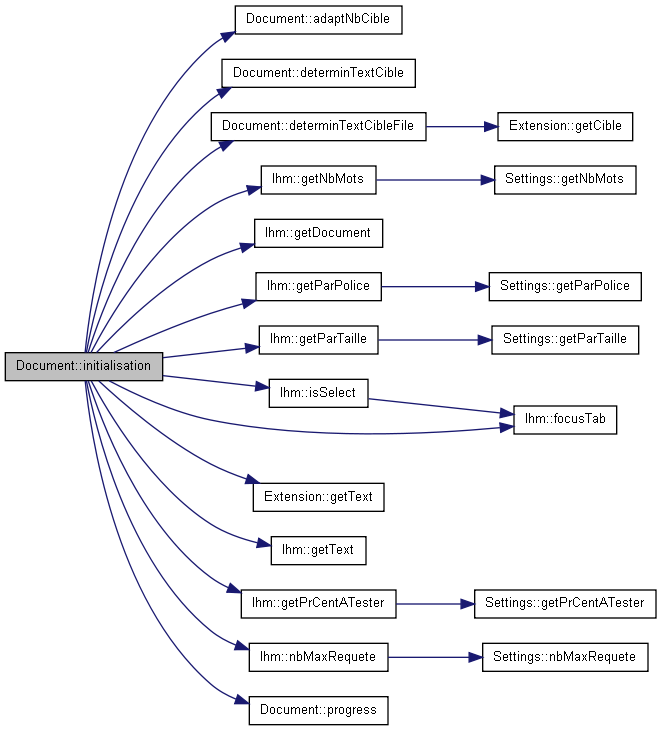 Document::adaptNbCible
Document::determinTextCible
Document::determinTextCibleFile
Extension::getCible
Ihm::getNbMots
Settings::getNbMots
Ihm::getDocument
Ihm::getParPolice
Settings::getParPolice
Ihm::getParTaille
Settings::getParTaille
Document::initialisation
Ihm::isSelect
Ihm::focusTab
Extension::getText
Ihm::getText
Ihm::getPrCentATester
Settings::getPrCentATester
Ihm::nbMaxRequete
Settings::nbMaxRequete
Document::progress